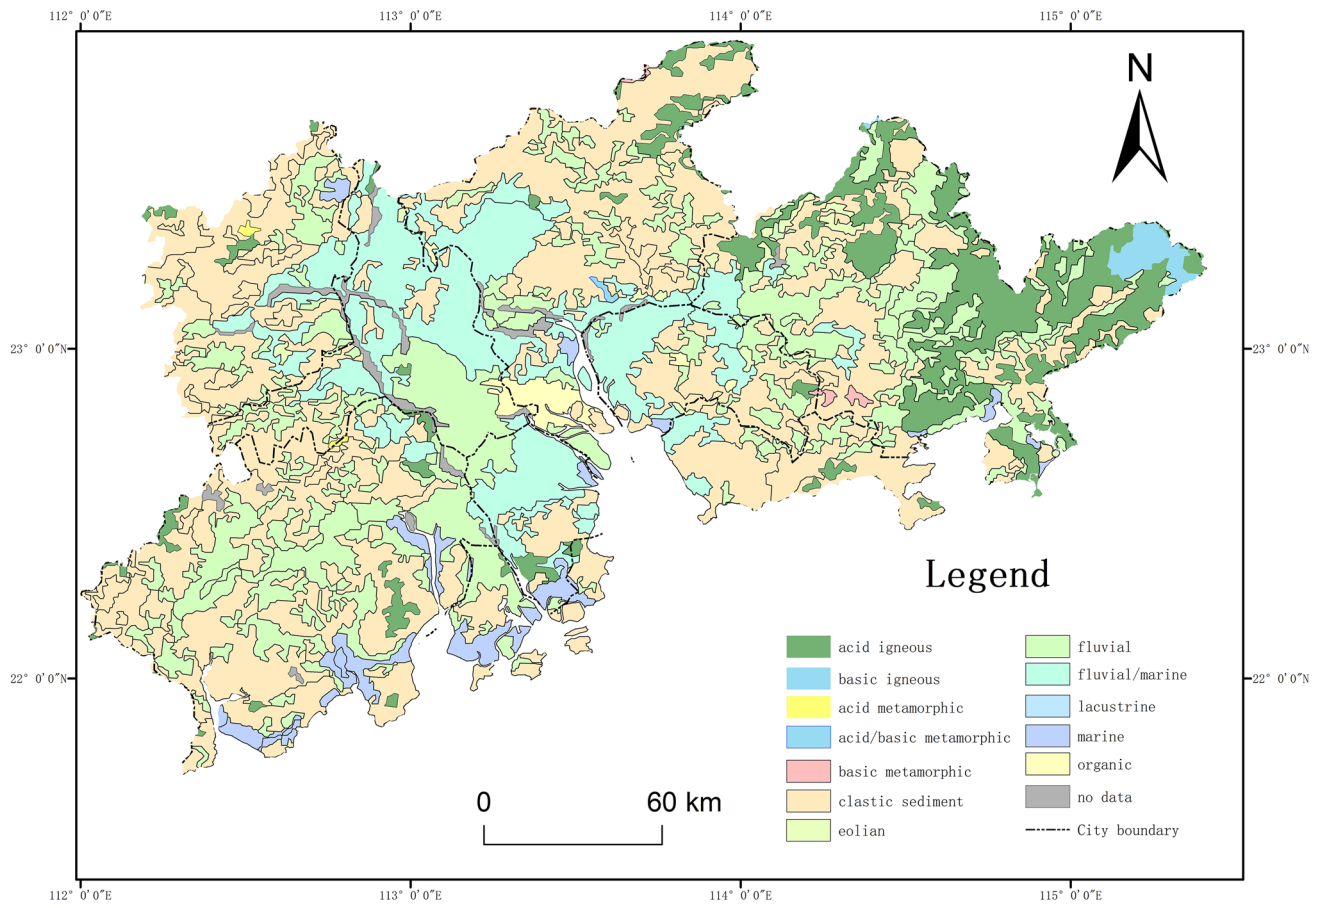 112° 0'0"E 113° 0'0"E 114° 0'0"E 115° 0'0"E
N
23° 0'0"N 23° 0'0"N
Legend
acid igneous
basic igneous
acid metamorphic
acid/basic metamorphic
basic metamorphic
clastic sediment
eolian
fluvial
fluvial/marine
lacustrine
marine
organic
no data
City boundary
22° 0'0"N 22° 0'0"N
0 60 km
112° 0'0"E 113° 0'0"E 114° 0'0"E 115° 0'0"E